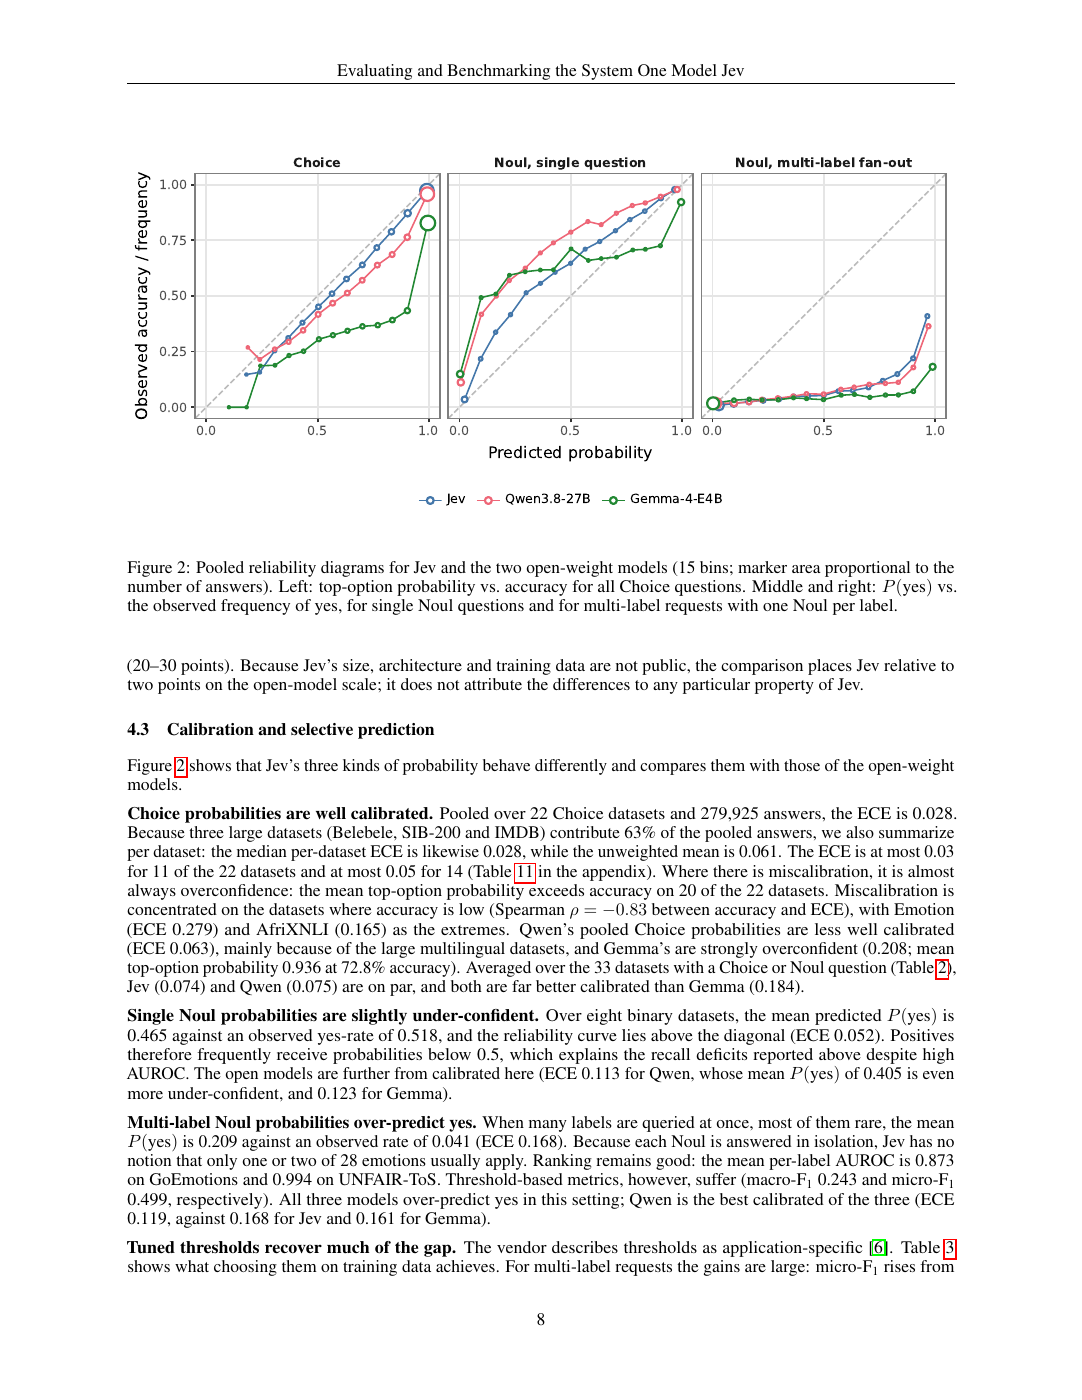 Evaluating and Benchmarking the System One Model Jev
Choice
Noul, single question
Noul, multi-label fan-out
Observed accuracy / frequency
1.00
0.75
0.50
0.25
0.00
0.0 0.5 1.0 0.0 0.5 1.0 0.0 0.5 1.0
Predicted probability
Jev Qwen3.8-27B Gemma-4-E4B
Figure 2: Pooled reliability diagrams for Jev and the two open-weight models (15 bins; marker area proportional to the
number of answers). Left: top-option probability vs. accuracy for all Choice questions. Middle and right: P(yes) vs.
the observed frequency of yes, for single Noul questions and for multi-label requests with one Noul per label.
(20–30 points). Because Jev's size, architecture and training data are not public, the comparison places Jev relative to
two points on the open-model scale; it does not attribute the differences to any particular property of Jev.
4.3 Calibration and selective prediction
Figure 2 shows that Jev's three kinds of probability behave differently and compares them with those of the open-weight
models.
Choice probabilities are well calibrated. Pooled over 22 Choice datasets and 279,925 answers, the ECE is 0.028.
Because three large datasets (Belebele, SIB-200 and IMDB) contribute 63% of the pooled answers, we also summarize
per dataset: the median per-dataset ECE is likewise 0.028, while the unweighted mean is 0.061. The ECE is at most 0.03
for 11 of the 22 datasets and at most 0.05 for 14 (Table 11 in the appendix). Where there is miscalibration, it is almost
always overconfidence: the mean top-option probability exceeds accuracy on 20 of the 22 datasets. Miscalibration is
concentrated on the datasets where accuracy is low (Spearman ρ = −0.83 between accuracy and ECE), with Emotion
(ECE 0.279) and AfriXNLI (0.165) as the extremes. Qwen's pooled Choice probabilities are less well calibrated
(ECE 0.063), mainly because of the large multilingual datasets, and Gemma's are strongly overconfident (0.208; mean
top-option probability 0.936 at 72.8% accuracy). Averaged over the 33 datasets with a Choice or Noul question (Table 2),
Jev (0.074) and Qwen (0.075) are on par, and both are far better calibrated than Gemma (0.184).
Single Noul probabilities are slightly under-confident. Over eight binary datasets, the mean predicted P(yes) is
0.465 against an observed yes-rate of 0.518, and the reliability curve lies above the diagonal (ECE 0.052). Positives
therefore frequently receive probabilities below 0.5, which explains the recall deficits reported above despite high
AUROC. The open models are further from calibrated here (ECE 0.113 for Qwen, whose mean P(yes) of 0.405 is even
more under-confident, and 0.123 for Gemma).
Multi-label Noul probabilities over-predict yes. When many labels are queried at once, most of them rare, the mean
P(yes) is 0.209 against an observed rate of 0.041 (ECE 0.168). Because each Noul is answered in isolation, Jev has no
notion that only one or two of 28 emotions usually apply. Ranking remains good: the mean per-label AUROC is 0.873
on GoEmotions and 0.994 on UNFAIR-ToS. Threshold-based metrics, however, suffer (macro-F1 0.243 and micro-F1
0.499, respectively). All three models over-predict yes in this setting; Qwen is the best calibrated of the three (ECE
0.119, against 0.168 for Jev and 0.161 for Gemma).
Tuned thresholds recover much of the gap. The vendor describes thresholds as application-specific [6]. Table 3
shows what choosing them on training data achieves. For multi-label requests the gains are large: micro-F1 rises from
8